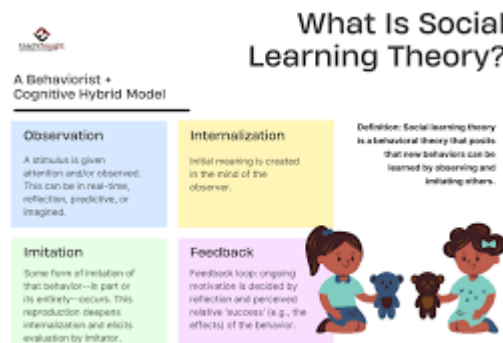 What Is Social
Learning Theory?
teachthought
A Behaviorist +
Cognitive Hybrid Model
Definition: Social learning theory
is a behavioral theory that posits
that new behaviors can be
learned by observing and
imitating others.
Observation
A stimulus is given
attention and/or observed.
This can be in real-time,
reflection, predictive, or
imagined.
Internalization
Initial meaning is created
in the mind of the
observer.
Imitation
Some form of imitation of
that behavior--in part or
its entirety--occurs. This
reproduction deepens
internalization and elicits
evaluation by imitator.
Feedback
Feedback loop: ongoing
motivation is decided by
reflection and perceived
relative 'success' (e.g., the
effects) of the behavior.